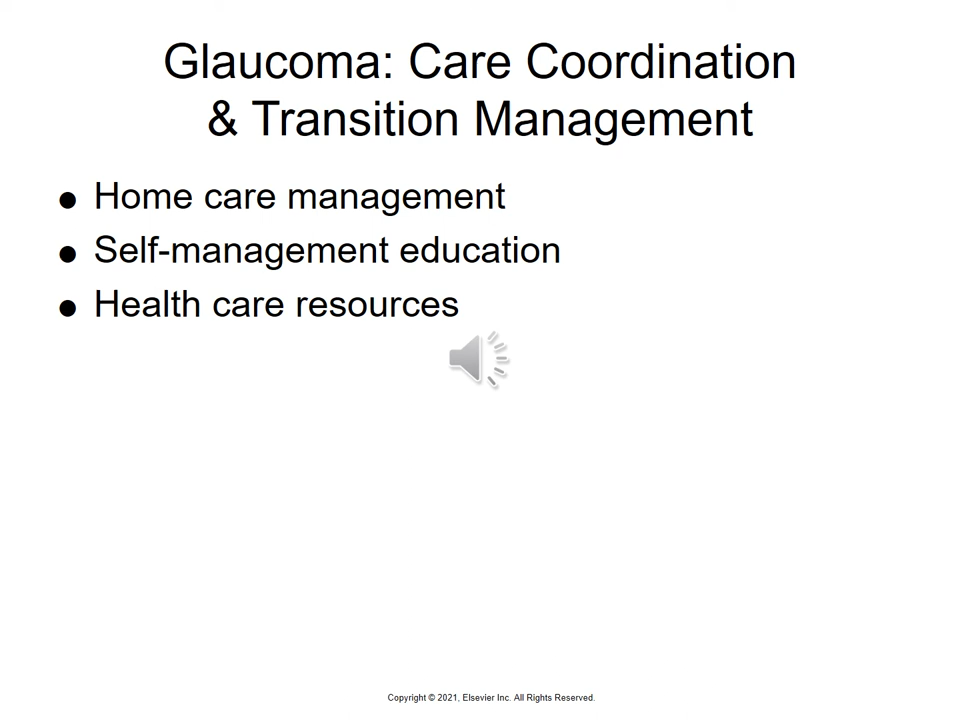 Glaucoma: Care Coordination
& Transition Management
● Home care management
● Self-management education
● Health care resources
Copyright © 2021, Elsevier Inc. All Rights Reserved.